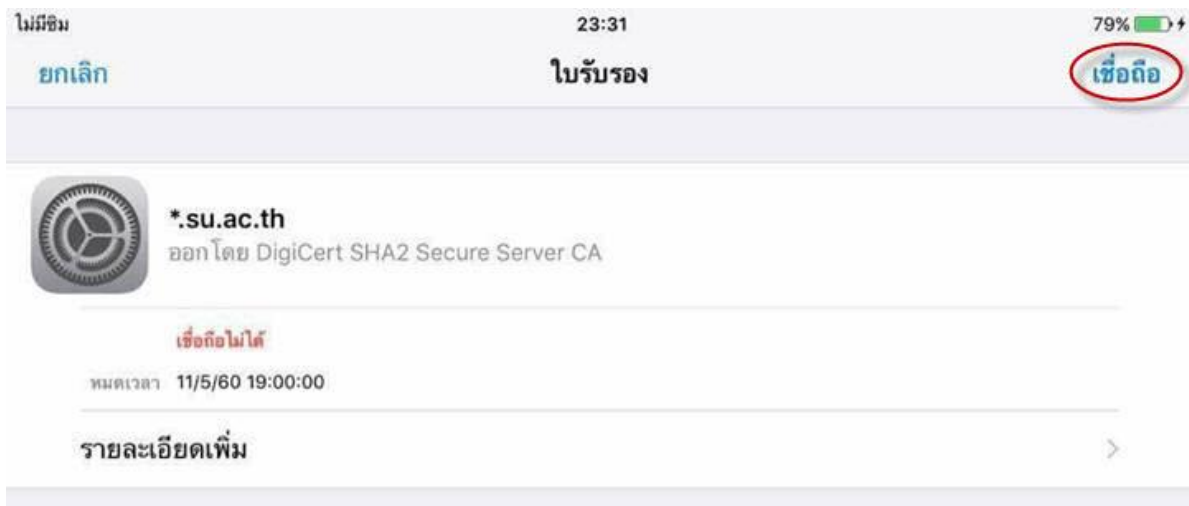 ไม่มีซิม 23:31 79%
ยกเลิก ใบรับรอง เชื่อถือ
*.su.ac.th
ออกโดย DigiCert SHA2 Secure Server CA
เชื่อถือไม่ได้
หมดเวลา 11/5/60 19:00:00
รายละเอียดเพิ่ม